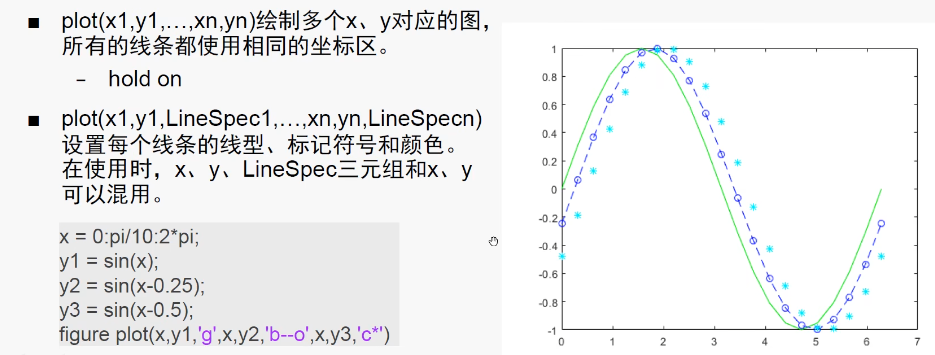 ■ plot(x1,y1,…,xn,yn)绘制多个x、y对应的图，
所有的线条都使用相同的坐标区。
– hold on
■ plot(x1,y1,LineSpec1,…,xn,yn,LineSpecn)
设置每个线条的线型、标记符号和颜色。
在使用时，x、y、LineSpec三元组和x、y
可以混用。
x = 0:pi/10:2*pi;
y1 = sin(x);
y2 = sin(x-0.25);
y3 = sin(x-0.5);
figure plot(x,y1,'g',x,y2,'b--o',x,y3,'c*')
1
0.8
0.6
0.4
0.2
0
-0.2
-0.4
-0.6
-0.8
-1
0 1 2 3 4 5 6 7